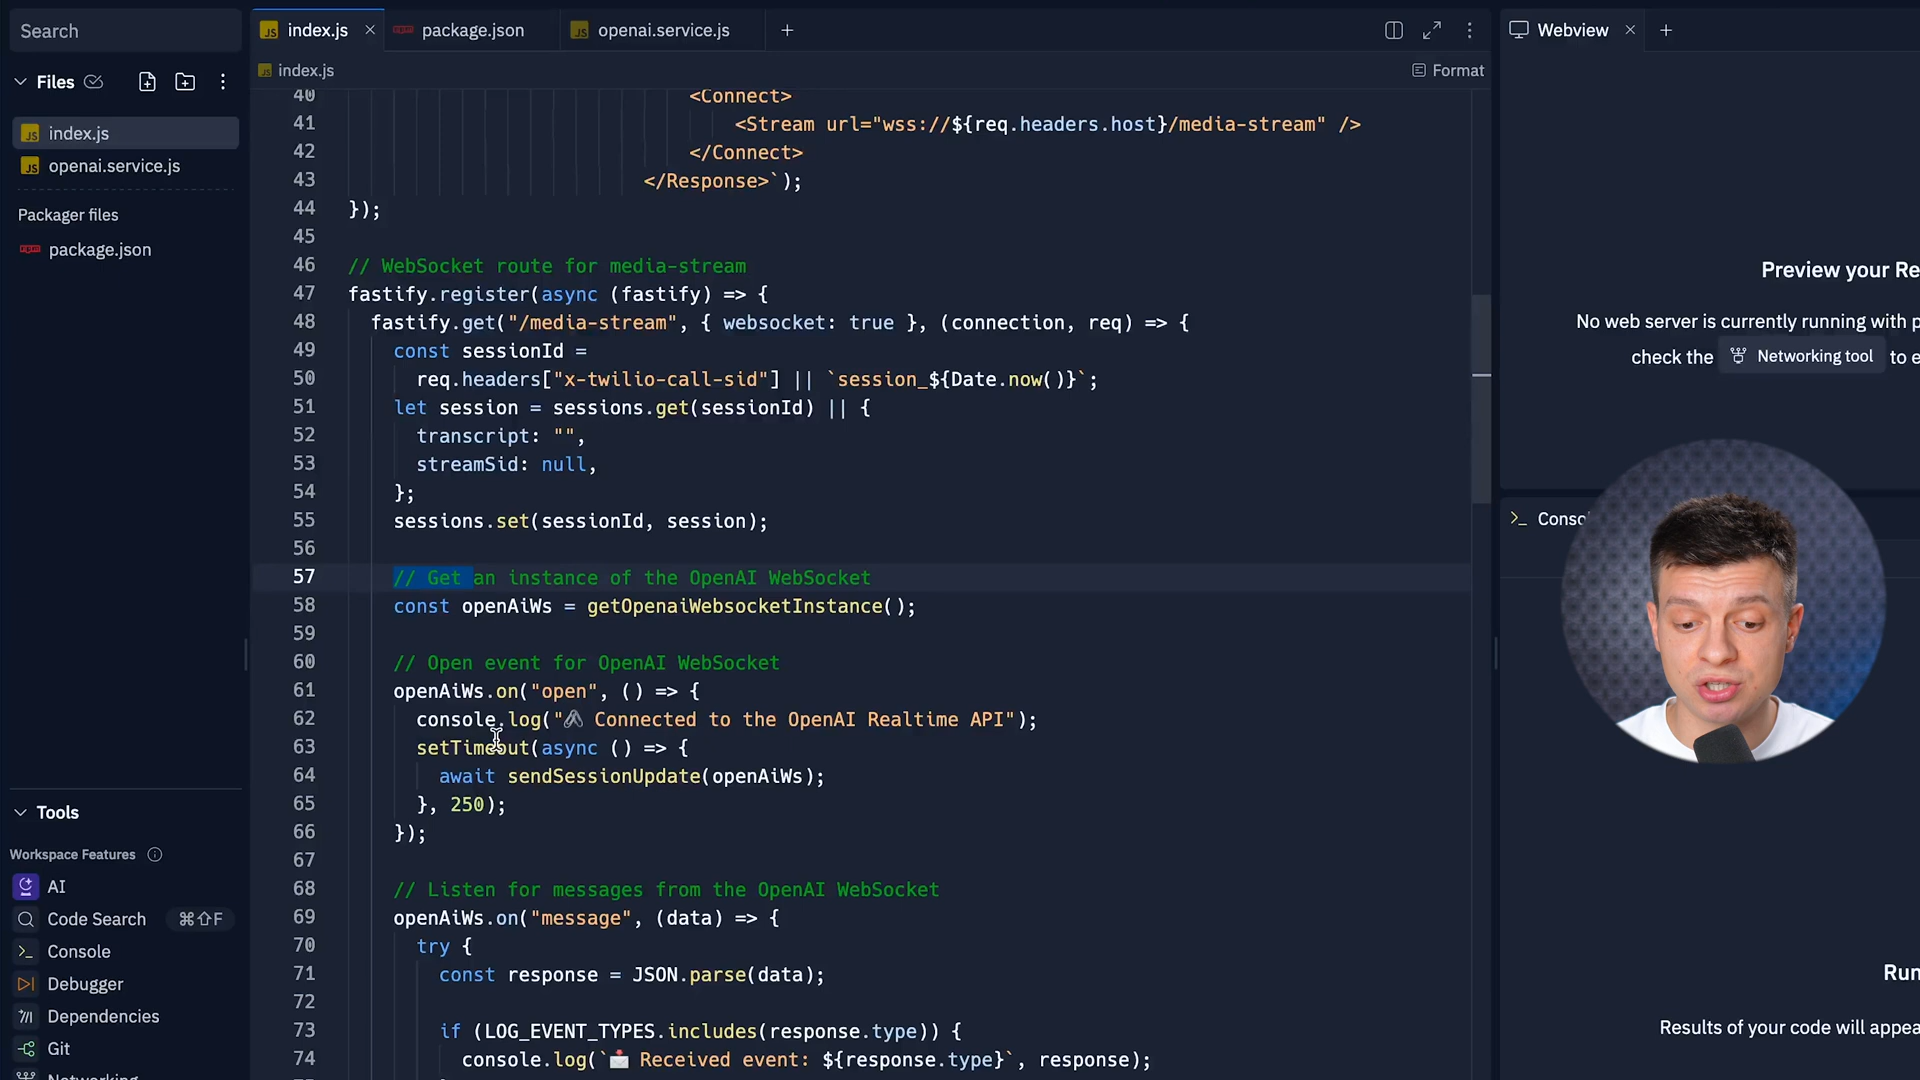 Search
Files
index.js
openai.service.js
Packager files
package.json
Tools
Workspace Features
AI
Code Search ⌘⇧F
Console
Debugger
Dependencies
Git
Networking
index.js
package.json
openai.service.js
index.js
Format
40 <Connect>
41 <Stream url="wss://${req.headers.host}/media-stream" />
42 </Connect>
43 </Response>`);
44 });
45
46 // WebSocket route for media-stream
47 fastify.register(async (fastify) => {
48 fastify.get("/media-stream", { websocket: true }, (connection, req) => {
49 const sessionId =
50 req.headers["x-twilio-call-sid"] || `session_${Date.now()}`;
51 let session = sessions.get(sessionId) || {
52 transcript: "",
53 streamSid: null,
54 };
55 sessions.set(sessionId, session);
56
57 // Get an instance of the OpenAI WebSocket
58 const openAiWs = getOpenaiWebsocketInstance();
59
60 // Open event for OpenAI WebSocket
61 openAiWs.on("open", () => {
62 console.log("🖇 Connected to the OpenAI Realtime API");
63 setTimeout(async () => {
64 await sendSessionUpdate(openAiWs);
65 }, 250);
66 });
67
68 // Listen for messages from the OpenAI WebSocket
69 openAiWs.on("message", (data) => {
70 try {
71 const response = JSON.parse(data);
72
73 if (LOG_EVENT_TYPES.includes(response.type)) {
74 console.log(`📩 Received event: ${response.type}`, response);
Webview
Preview your Re
No web server is currently running with p
check the Networking tool to e
Conso
Run
Results of your code will appea